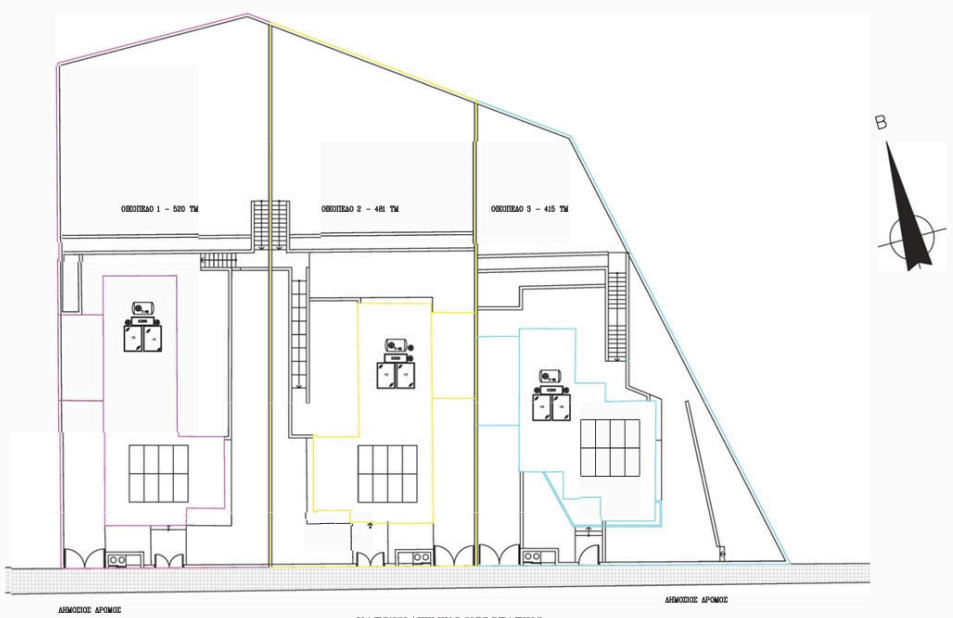 Β
ΟΙΚΟΠΕΔΟ 1 - 520 ΤΜ
ΟΙΚΟΠΕΔΟ 2 - 481 ΤΜ
ΟΙΚΟΠΕΔΟ 3 - 415 ΤΜ
ΔΗΜΟΣΙΟΣ ΔΡΟΜΟΣ
ΔΗΜΟΣΙΟΣ ΔΡΟΜΟΣ